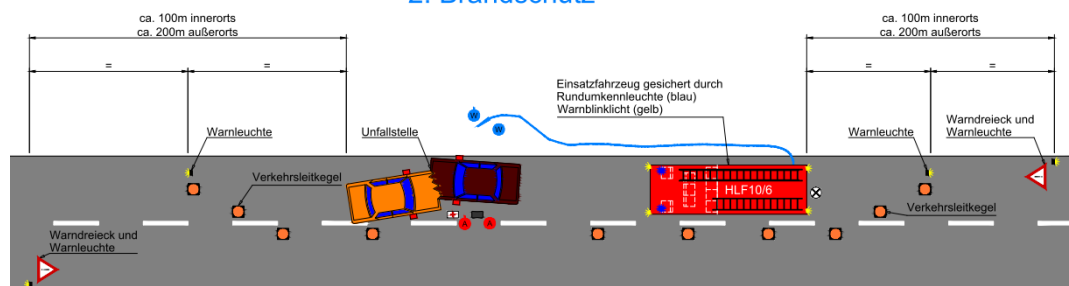 2. Brandschutz
ca. 100m innerorts
ca. 200m außerorts
ca. 100m innerorts
ca. 200m außerorts
=
=
=
=
Einsatzfahrzeug gesichert durch
Rundumkennleuchte (blau)
Warnblinklicht (gelb)
Warnleuchte
Unfallstelle
W
W
Warnleuchte
Warndreieck und
Warnleuchte
Verkehrsleitkegel
HLF10/6
Verkehrsleitkegel
A
A
Warndreieck und
Warnleuchte